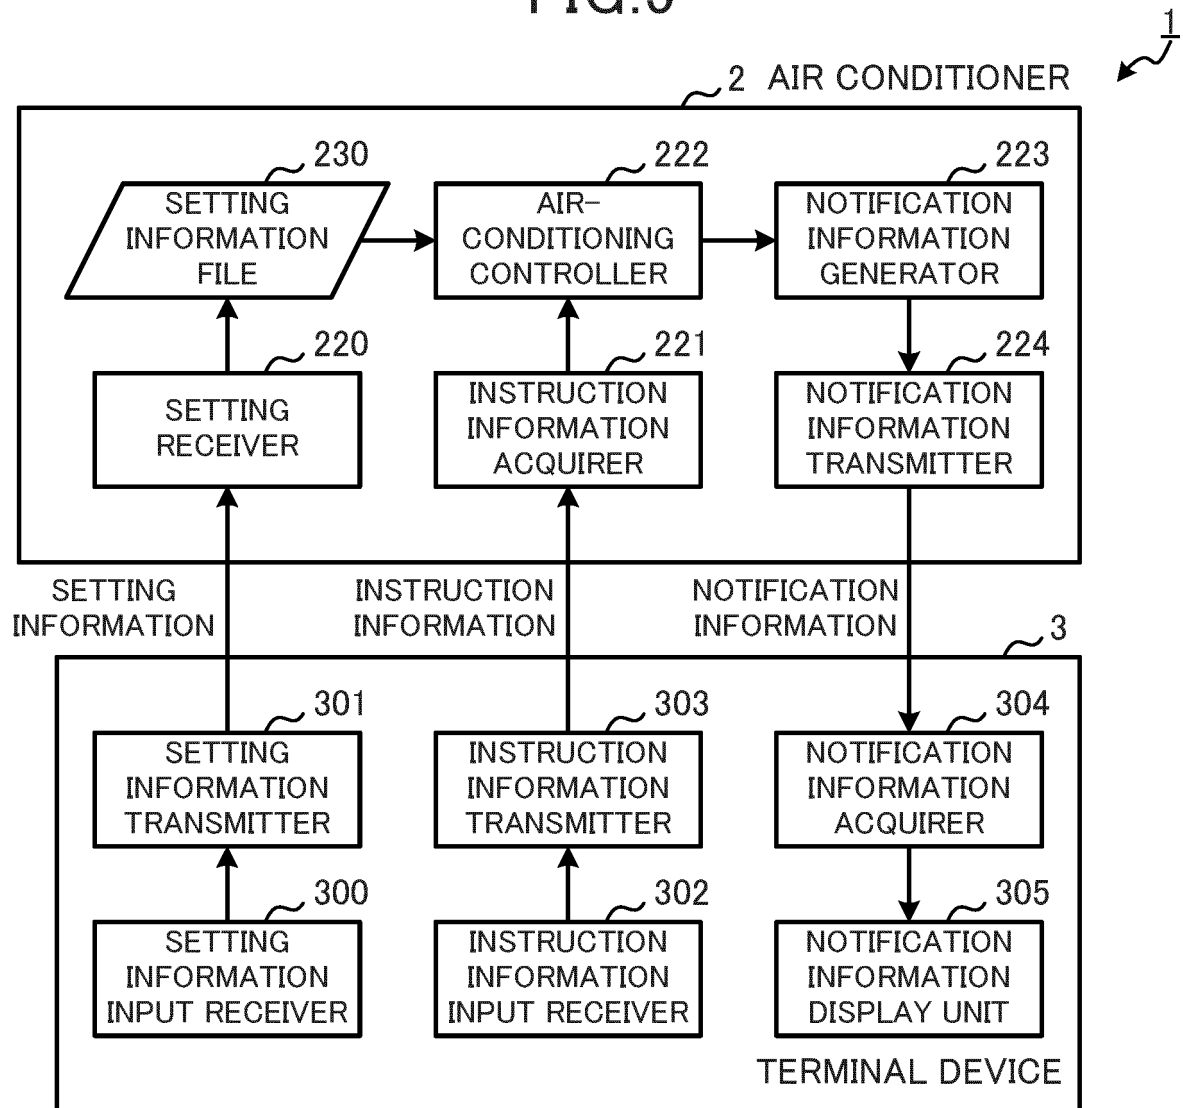 1
2 AIR CONDITIONER
230
SETTING
INFORMATION
FILE
222
AIR-
CONDITIONING
CONTROLLER
223
NOTIFICATION
INFORMATION
GENERATOR
220
SETTING
RECEIVER
221
INSTRUCTION
INFORMATION
ACQUIRER
224
NOTIFICATION
INFORMATION
TRANSMITTER
SETTING
INFORMATION
INSTRUCTION
INFORMATION
NOTIFICATION
INFORMATION
3
301
SETTING
INFORMATION
TRANSMITTER
303
INSTRUCTION
INFORMATION
TRANSMITTER
304
NOTIFICATION
INFORMATION
ACQUIRER
300
SETTING
INFORMATION
INPUT RECEIVER
302
INSTRUCTION
INFORMATION
INPUT RECEIVER
305
NOTIFICATION
INFORMATION
DISPLAY UNIT
TERMINAL DEVICE